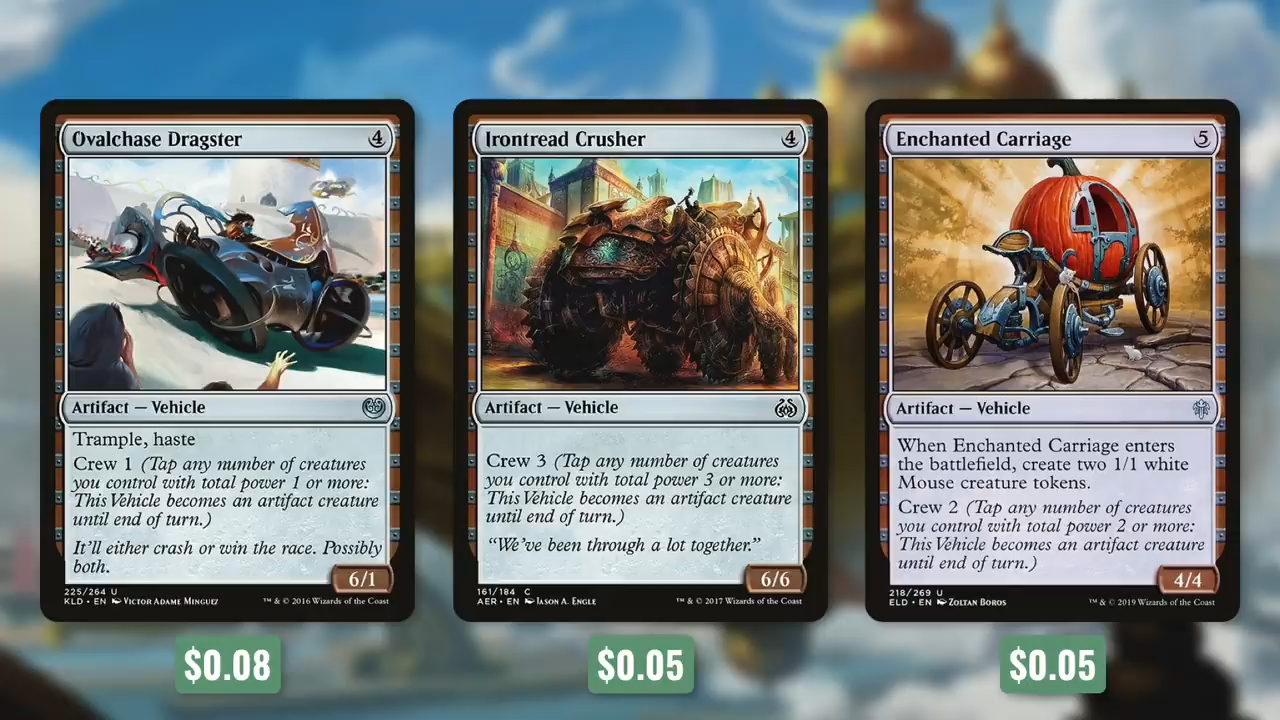 Ovalchase Dragster 4
Artifact — Vehicle
Trample, haste
Crew 1 (Tap any number of creatures
you control with total power 1 or more:
This Vehicle becomes an artifact creature
until end of turn.)
It'll either crash or win the race. Possibly
both.
6/1
225/264 U
KLD • EN Victor Adame Minguez
™ & © 2016 Wizards of the Coast
$0.08
Irontread Crusher 4
Artifact — Vehicle
Crew 3 (Tap any number of creatures
you control with total power 3 or more:
This Vehicle becomes an artifact creature
until end of turn.)
“We've been through a lot together.”
6/6
161/184 C
AER • EN Jason A. Engle
™ & © 2017 Wizards of the Coast
$0.05
Enchanted Carriage 5
Artifact — Vehicle
When Enchanted Carriage enters
the battlefield, create two 1/1 white
Mouse creature tokens.
Crew 2 (Tap any number of creatures
you control with total power 2 or more:
This Vehicle becomes an artifact creature
until end of turn.)
4/4
218/269 U
ELD • EN Zoltan Boros
™ & © 2019 Wizards of the Coast
$0.05